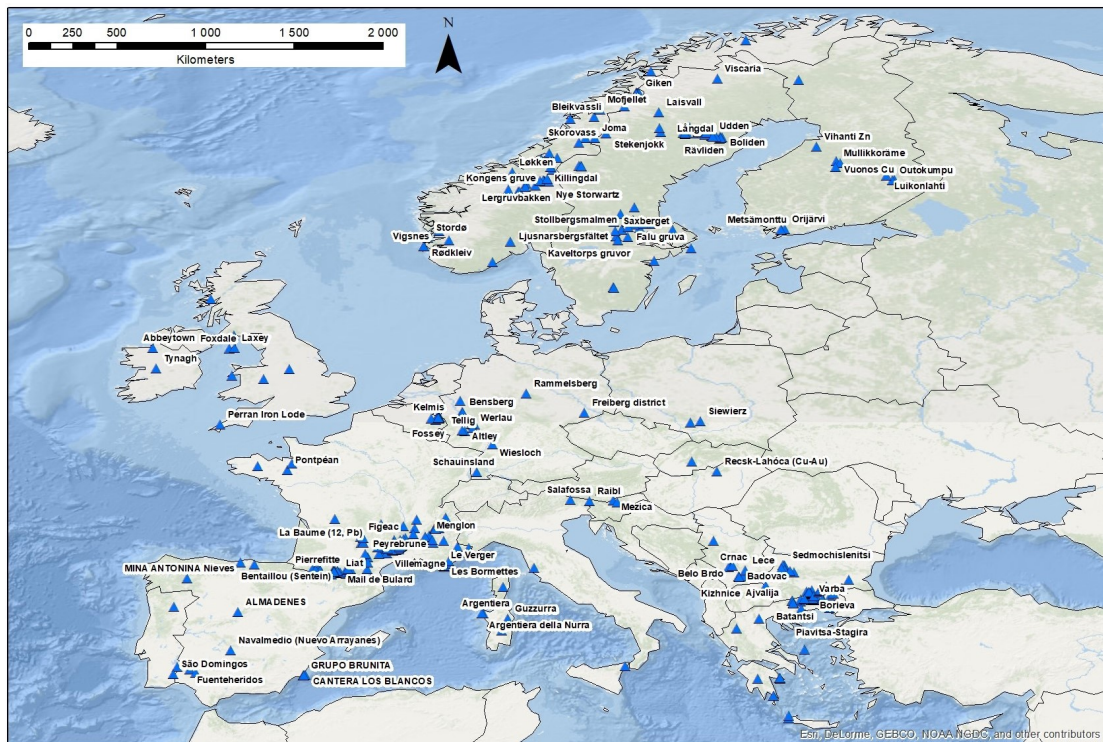 0 250 500 1 000 1 500 2 000
Kilometers
N
Viscaria
Giken
Mofjellet
Bleikvassli
Laisvall
Joma
Långdal
Udden
Skorovass
Stekenjokk
Boliden
Rävliden
Vihanti Zn
Mullikkoräme
Løkken
Kongens gruve
Killingdal
Vuonos Cu
Outokumpu
Luikonlahti
Lergruvbakken
Nye Storwartz
Stollbergsmalmen
Saxberget
Metsämonttu
Orijärvi
Stordø
Ljusnarsbergsfältet
Falu gruva
Vigsnes
Rødkleiv
Kaveltorps gruvor
Abbeytown
Foxdale
Laxey
Tynagh
Rammelsberg
Bensberg
Kelmis
Freiberg district
Siewierz
Perran Iron Lode
Tellig
Werlau
Fossey
Altley
Wiesloch
Pontpéan
Schauinsland
Recsk-Lahóca (Cu-Au)
Salafossa
Raibl
Mezica
Figeac
Menglon
La Baume (12, Pb)
Peyrebrune
Le Verger
Crnac
Lece
Sedmochislenitsi
Pierrefitte
Liat
Villemagne
MINA ANTONINA Nieves
Les Bormettes
Belo Brdo
Badovac
Bentaillou (Sentein)
Mail de Bulard
Kizhnice
Ajvalija
Varba
ALMADENES
Argentiera
Guzzurra
Borieva
Batantsi
Argentiera della Nurra
Piavitsa-Stagira
Navalmedio (Nuevo Arrayanes)
São Domingos
GRUPO BRUNITA
Fuenteheridos
CANTERA LOS BLANCOS
Esri, DeLorme, GEBCO, NOAA NGDC, and other contributors